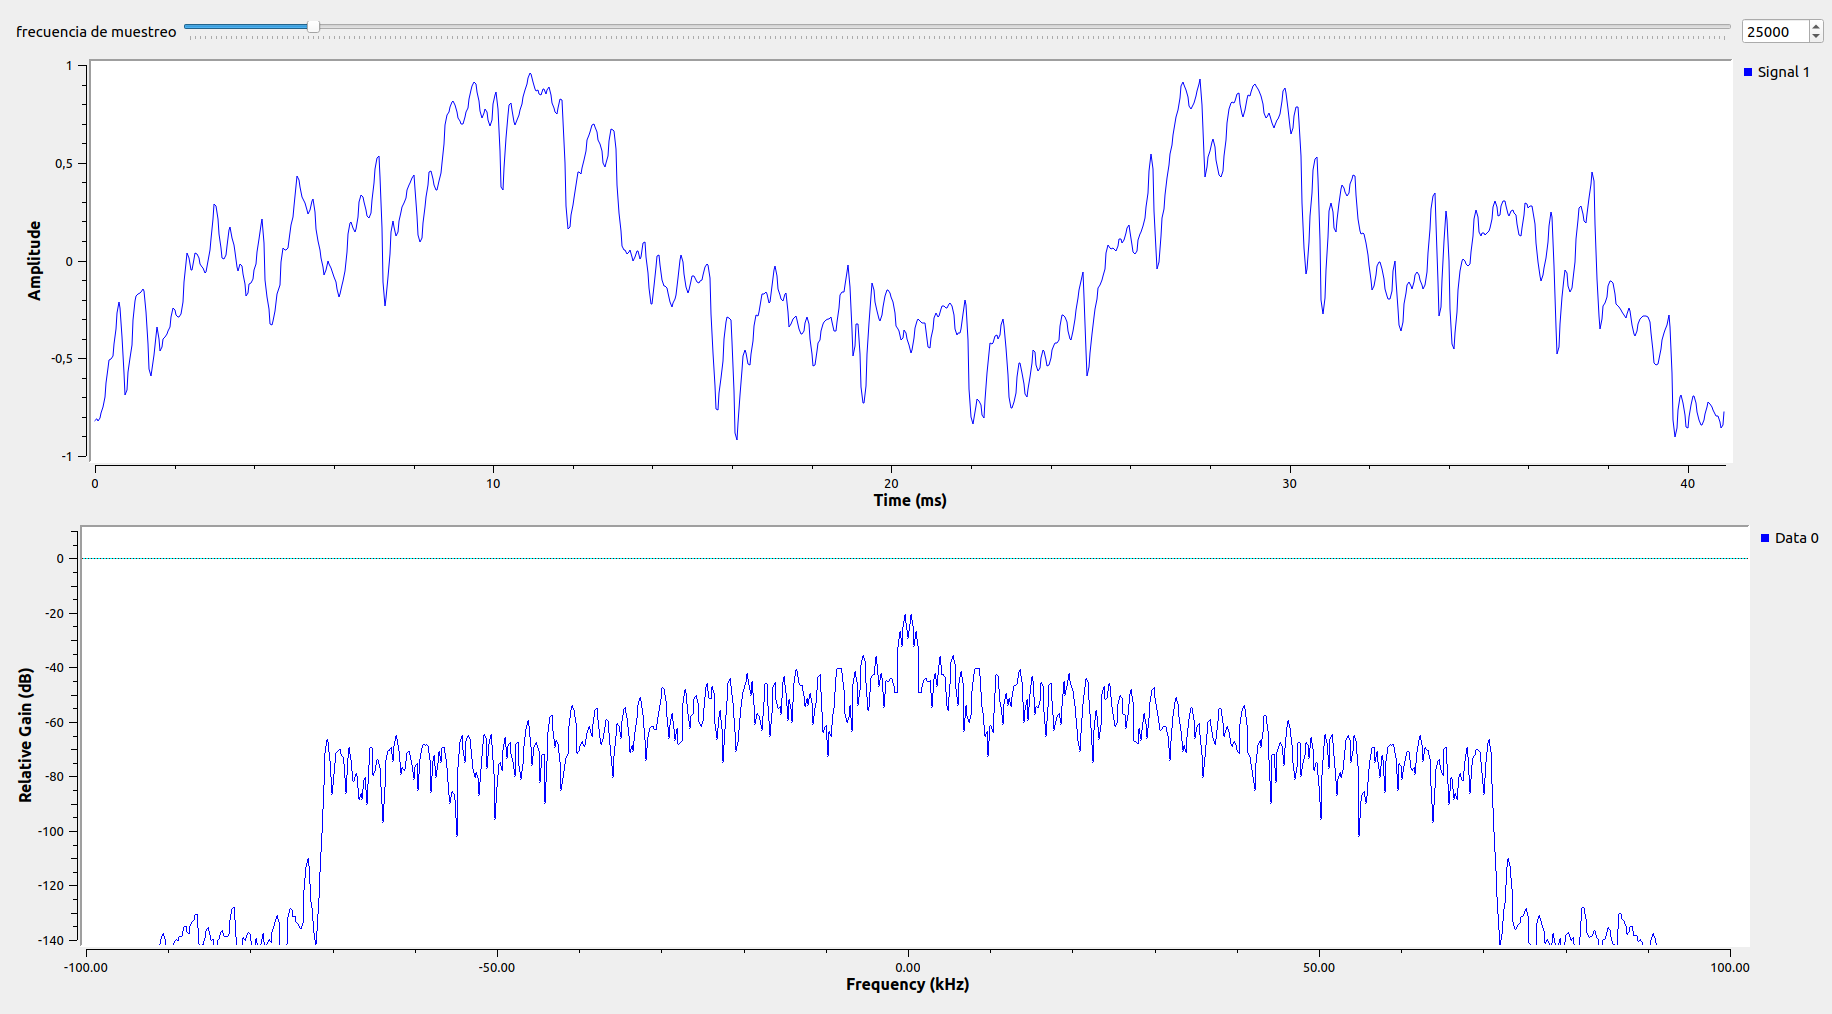 frecuencia de muestreo
25000
Signal 1
1
0,5
0
-0,5
-1
Amplitude
0 10 20 30 40
Time (ms)
Data 0
0
-20
-40
-60
-80
-100
-120
-140
Relative Gain (dB)
-100.00 -50.00 0.00 50.00 100.00
Frequency (kHz)